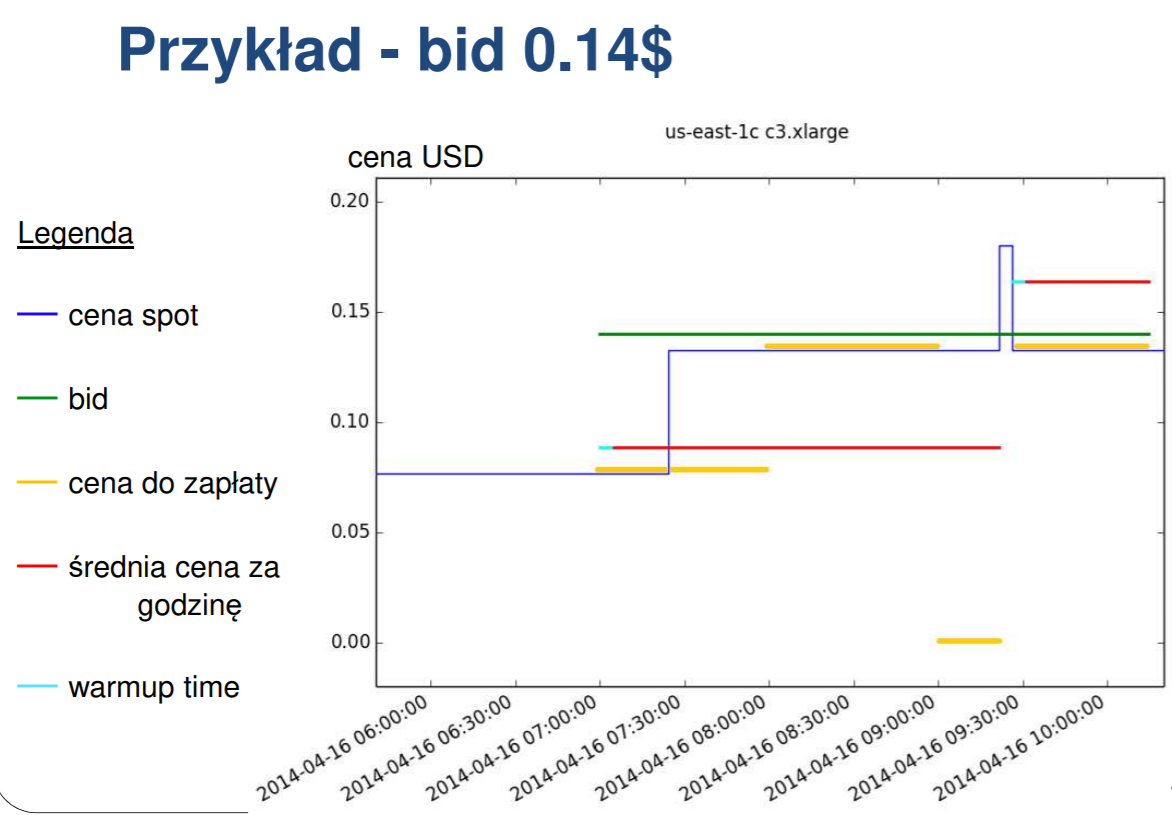 Przykład - bid 0.14$
us-east-1c c3.xlarge
cena USD
Legenda
cena spot
bid
cena do zapłaty
średnia cena za
godzinę
warmup time
0.20
0.15
0.10
0.05
0.00
2014-04-16 06:00:00
2014-04-16 06:30:00
2014-04-16 07:00:00
2014-04-16 07:30:00
2014-04-16 08:00:00
2014-04-16 08:30:00
2014-04-16 09:00:00
2014-04-16 09:30:00
2014-04-16 10:00:00